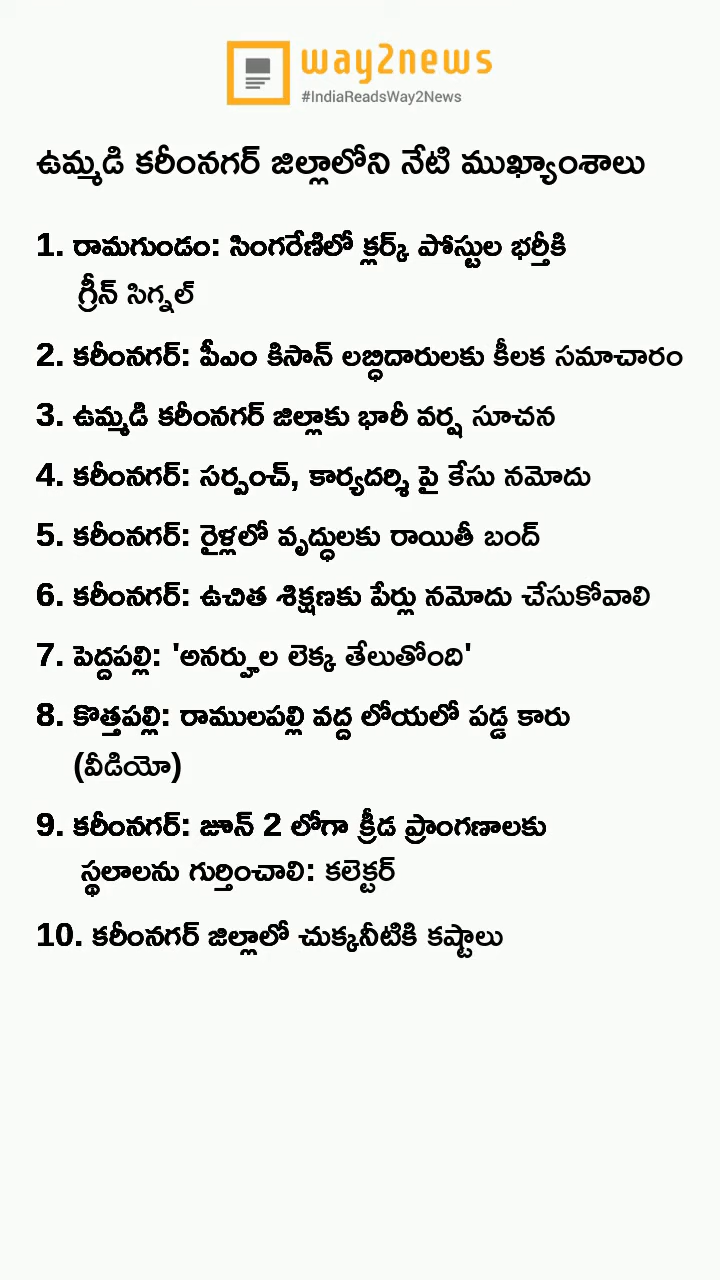 way2news
#IndiaReadsWay2News
ఉమ్మడి కరీంనగర్ జిల్లాలోని నేటి ముఖ్యాంశాలు
1. రామగుండం: సింగరేణిలో క్లర్క్ పోస్టుల భర్తీకి
గ్రీన్ సిగ్నల్
2. కరీంనగర్: పీఎం కిసాన్ లబ్ధిదారులకు కీలక సమాచారం
3. ఉమ్మడి కరీంనగర్ జిల్లాకు భారీ వర్ష సూచన
4. కరీంనగర్: సర్పంచ్, కార్యదర్శి పై కేసు నమోదు
5. కరీంనగర్: రైళ్లలో వృద్ధులకు రాయితీ బంద్
6. కరీంనగర్: ఉచిత శిక్షణకు పేర్లు నమోదు చేసుకోవాలి
7. పెద్దపల్లి: 'అనర్హుల లెక్క తేలుతోంది'
8. కొత్తపల్లి: రాములపల్లి వద్ద లోయలో పడ్డ కారు
(వీడియో)
9. కరీంనగర్: జూన్ 2 లోగా క్రీడ ప్రాంగణాలకు
స్థలాలను గుర్తించాలి: కలెక్టర్
10. కరీంనగర్ జిల్లాలో చుక్కనీటికి కష్టాలు